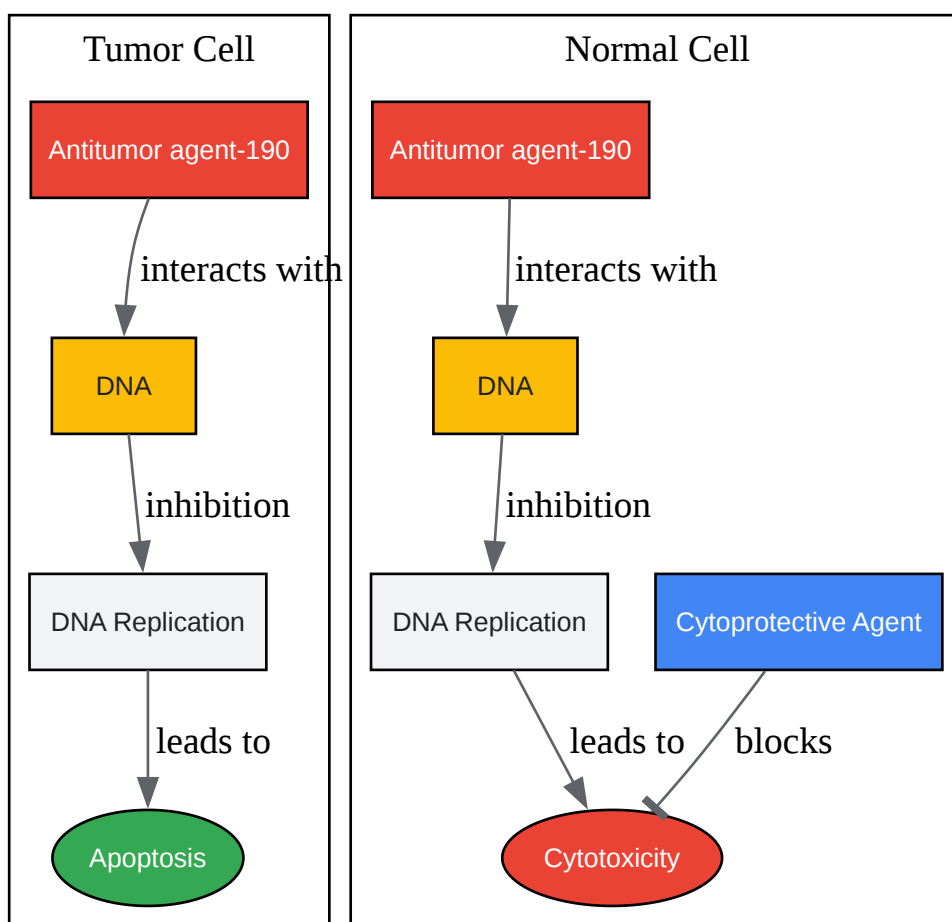 Tumor Cell
Antitumor agent-190
interacts with
DNA
inhibition
DNA Replication
leads to
Apoptosis
Normal Cell
Antitumor agent-190
interacts with
DNA
inhibition
DNA Replication
Cytoprotective Agent
leads to
blocks
Cytotoxicity